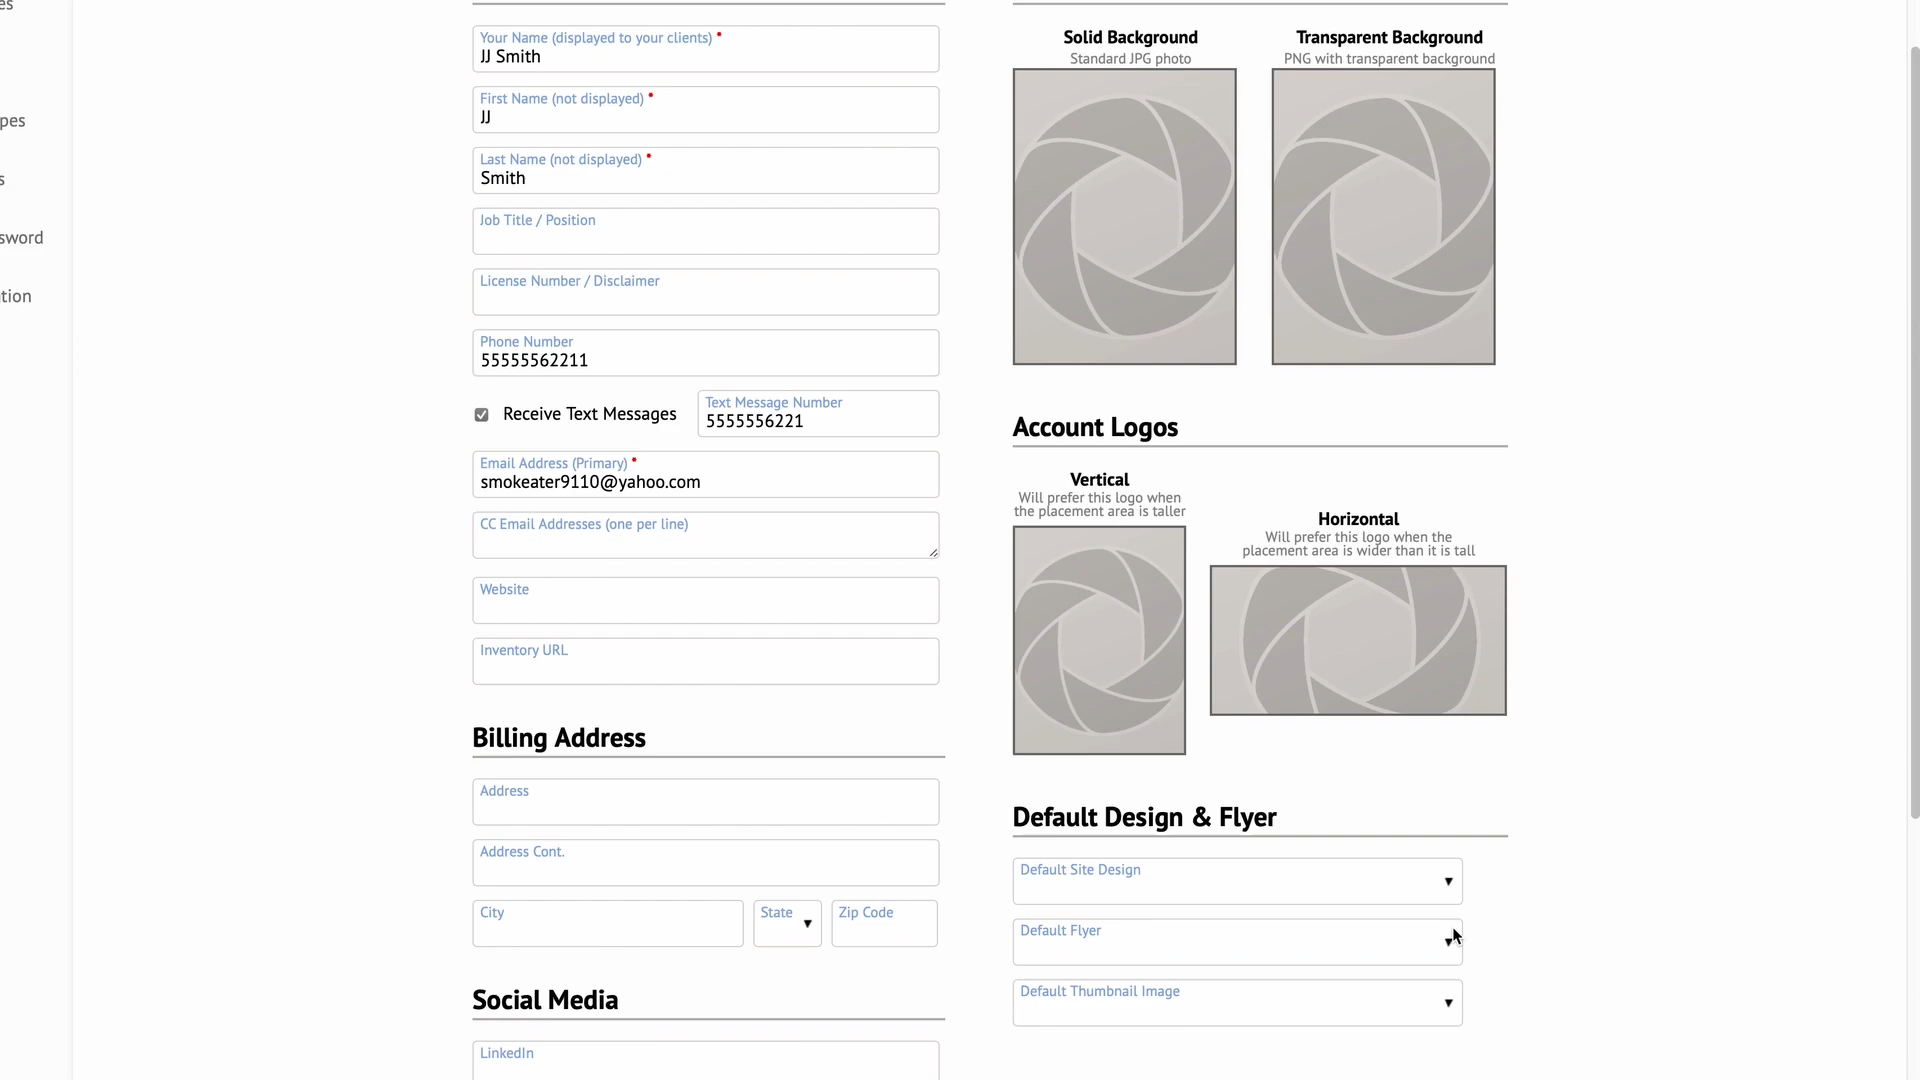 es
pes
s
sword
tion
Your Name (displayed to your clients) *
JJ Smith
First Name (not displayed) *
JJ
Last Name (not displayed) *
Smith
Job Title / Position
License Number / Disclaimer
Phone Number
55555562211
Receive Text Messages
Text Message Number
5555556221
Email Address (Primary) *
smokeater9110@yahoo.com
CC Email Addresses (one per line)
Website
Inventory URL
Billing Address
Address
Address Cont.
City
State
Zip Code
Social Media
LinkedIn
Solid Background
Standard JPG photo
Transparent Background
PNG with transparent background
Account Logos
Vertical
Will prefer this logo when
the placement area is taller
Horizontal
Will prefer this logo when the
placement area is wider than it is tall
Default Design & Flyer
Default Site Design
Default Flyer
Default Thumbnail Image